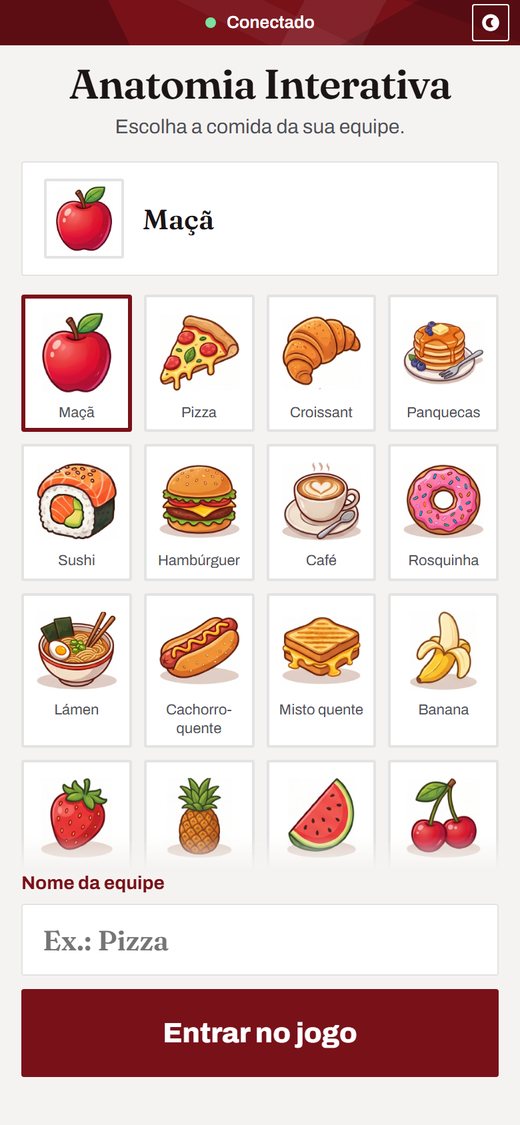 Conectado
Anatomia Interativa
Escolha a comida da sua equipe.
Maçã
Maçã
Pizza
Croissant
Panquecas
Sushi
Hambúrguer
Café
Rosquinha
Lámen
Cachorro-
quente
Misto quente
Banana
Nome da equipe
Ex.: Pizza
Entrar no jogo